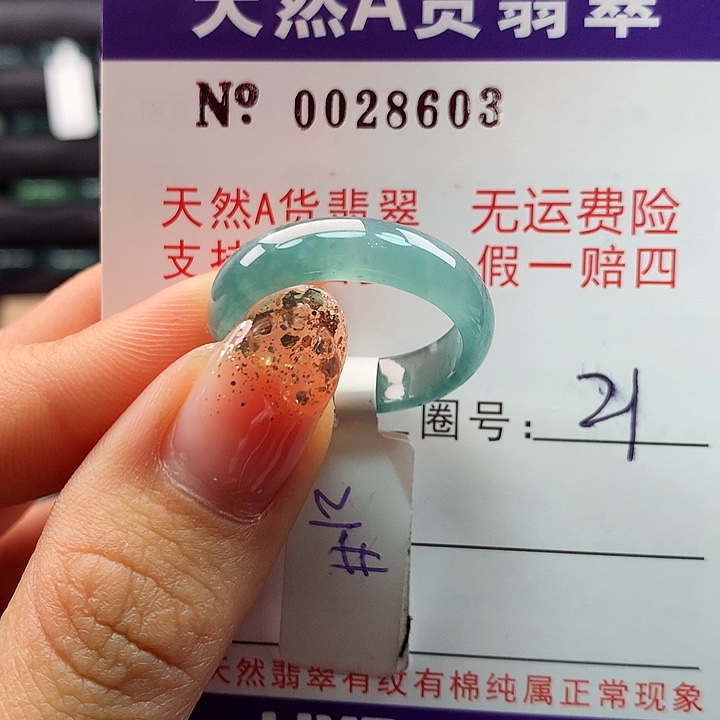 天然A货翡翠
Nº 0028603
天然A货翡翠 无运费险
支持 假一赔四
圈号: 21
21#
天然翡翠有纹有棉纯属正常现象